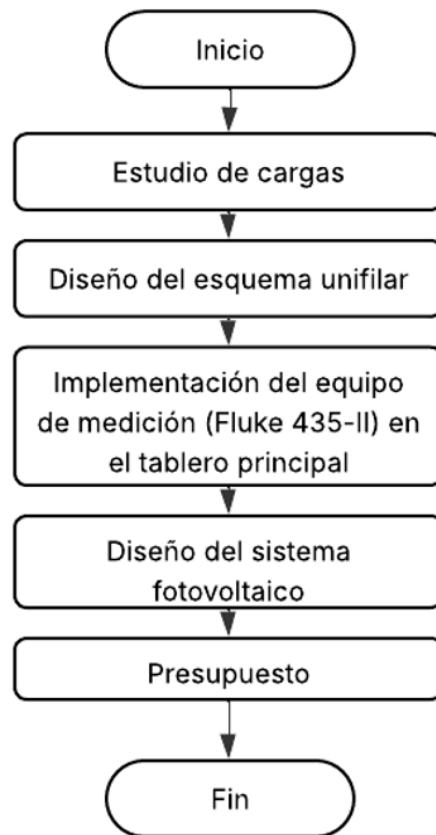 Inicio
Estudio de cargas
Diseño del esquema unifilar
Implementación del equipo
de medición (Fluke 435-II) en
el tablero principal
Diseño del sistema
fotovoltaico
Presupuesto
Fin